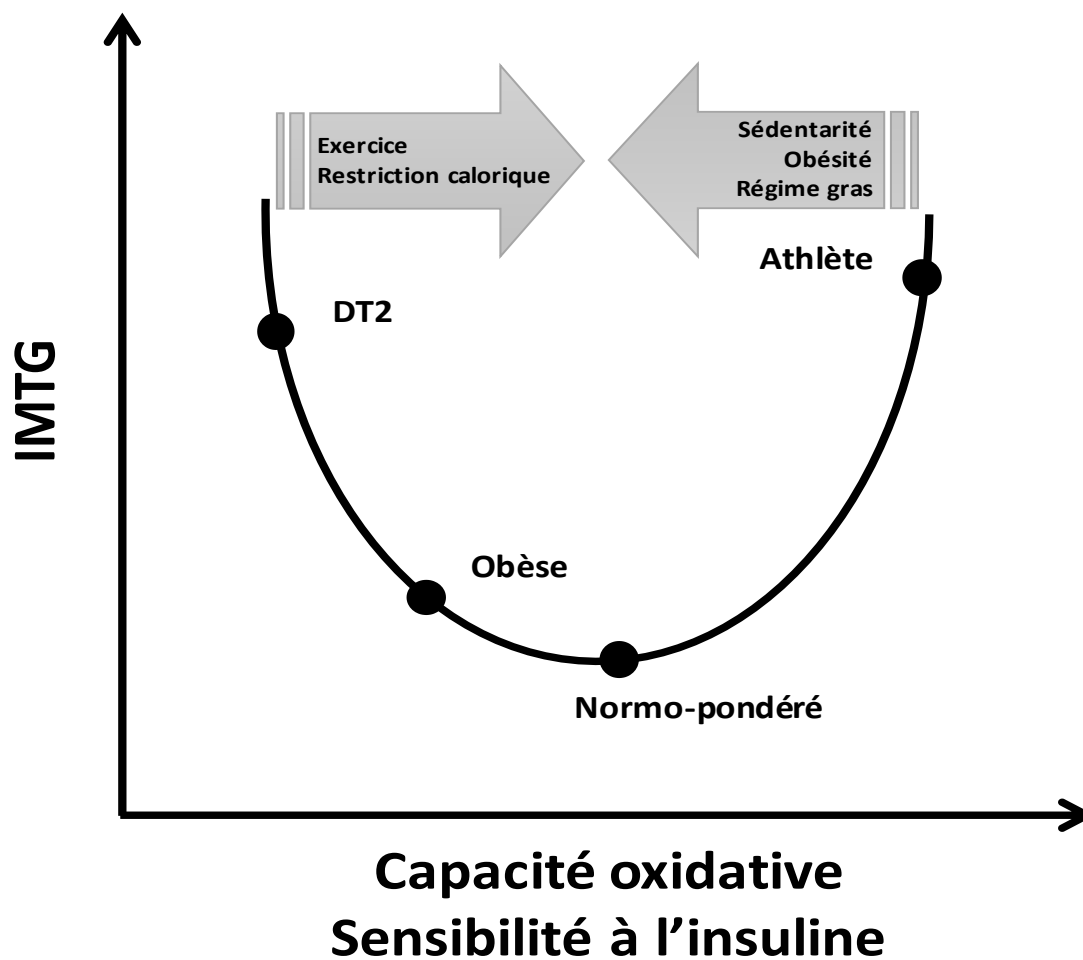 Exercice
Restriction calorique
Sédentarité
Obésité
Régime gras
Athlète
DT2
IMTG
Obèse
Normo-pondéré
Capacité oxidative
Sensibilité à l’insuline